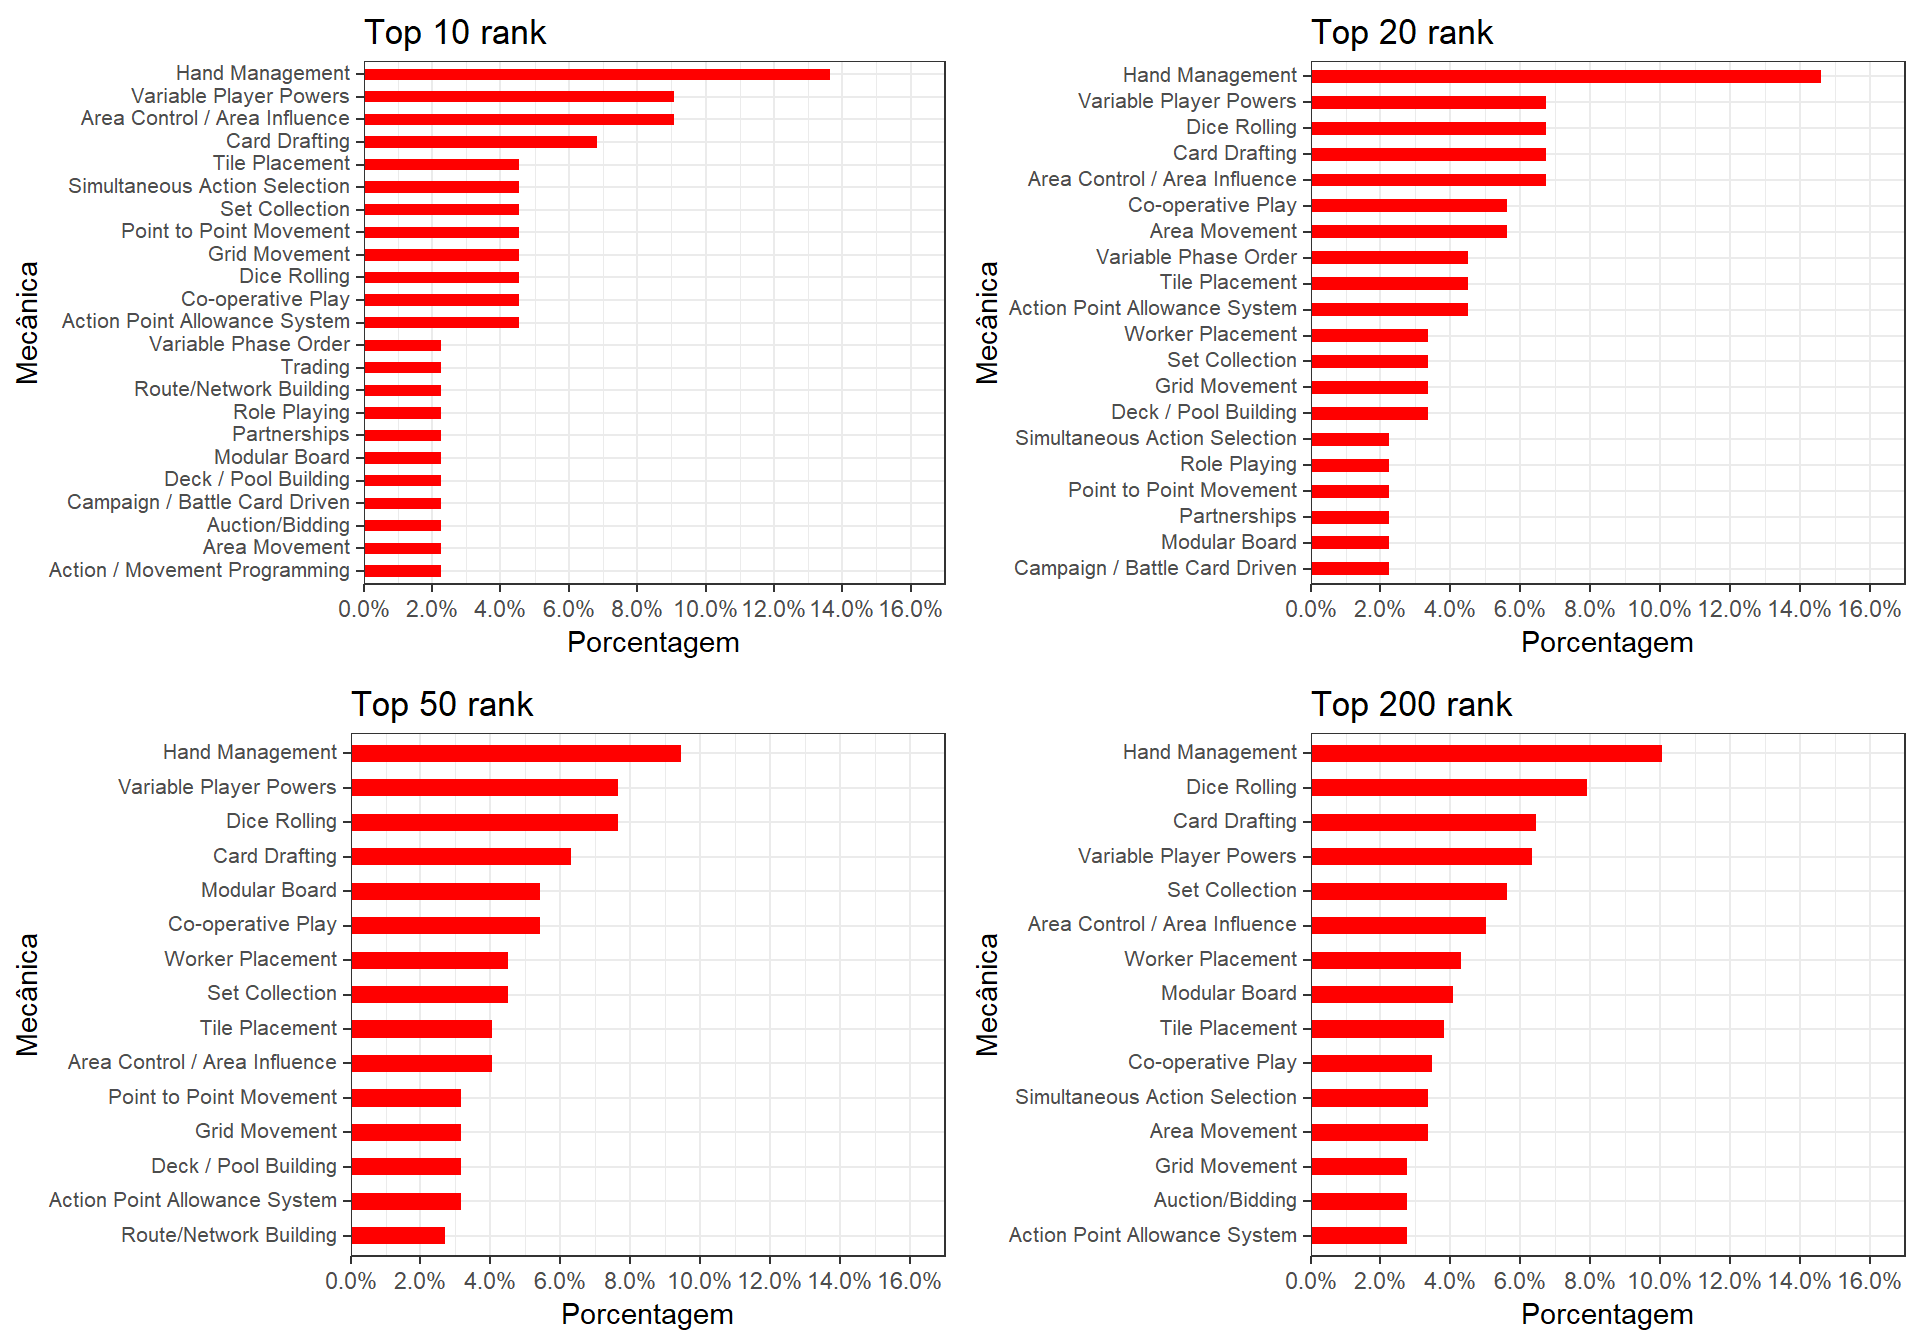 Top 10 rank
Mecânica
Hand Management
Variable Player Powers
Area Control / Area Influence
Card Drafting
Tile Placement
Simultaneous Action Selection
Set Collection
Point to Point Movement
Grid Movement
Dice Rolling
Co-operative Play
Action Point Allowance System
Variable Phase Order
Trading
Route/Network Building
Role Playing
Partnerships
Modular Board
Deck / Pool Building
Campaign / Battle Card Driven
Auction/Bidding
Area Movement
Action / Movement Programming
0.0% 2.0% 4.0% 6.0% 8.0% 10.0% 12.0% 14.0% 16.0%
Porcentagem
Top 20 rank
Mecânica
Hand Management
Variable Player Powers
Dice Rolling
Card Drafting
Area Control / Area Influence
Co-operative Play
Area Movement
Variable Phase Order
Tile Placement
Action Point Allowance System
Worker Placement
Set Collection
Grid Movement
Deck / Pool Building
Simultaneous Action Selection
Role Playing
Point to Point Movement
Partnerships
Modular Board
Campaign / Battle Card Driven
0.0% 2.0% 4.0% 6.0% 8.0% 10.0% 12.0% 14.0% 16.0%
Porcentagem
Top 50 rank
Mecânica
Hand Management
Variable Player Powers
Dice Rolling
Card Drafting
Modular Board
Co-operative Play
Worker Placement
Set Collection
Tile Placement
Area Control / Area Influence
Point to Point Movement
Grid Movement
Deck / Pool Building
Action Point Allowance System
Route/Network Building
0.0% 2.0% 4.0% 6.0% 8.0% 10.0% 12.0% 14.0% 16.0%
Porcentagem
Top 200 rank
Mecânica
Hand Management
Dice Rolling
Card Drafting
Variable Player Powers
Set Collection
Area Control / Area Influence
Worker Placement
Modular Board
Tile Placement
Co-operative Play
Simultaneous Action Selection
Area Movement
Grid Movement
Auction/Bidding
Action Point Allowance System
0.0% 2.0% 4.0% 6.0% 8.0% 10.0% 12.0% 14.0% 16.0%
Porcentagem